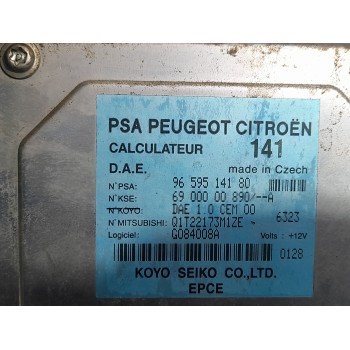 PSA PEUGEOT CITROËN
CALCULATEUR 141
D.A.E. made in Czech
N°PSA: 96 595 141 80
N°KSE: 69 000 00 890/--A
N°KOYO: DAE 1 0 CEM 00
N°MITSUBISHI: Q1T22173M1ZE 6323
Logiciel: G084008A Volts : +12V
0128
KOYO SEIKO CO.,LTD.
EPCE